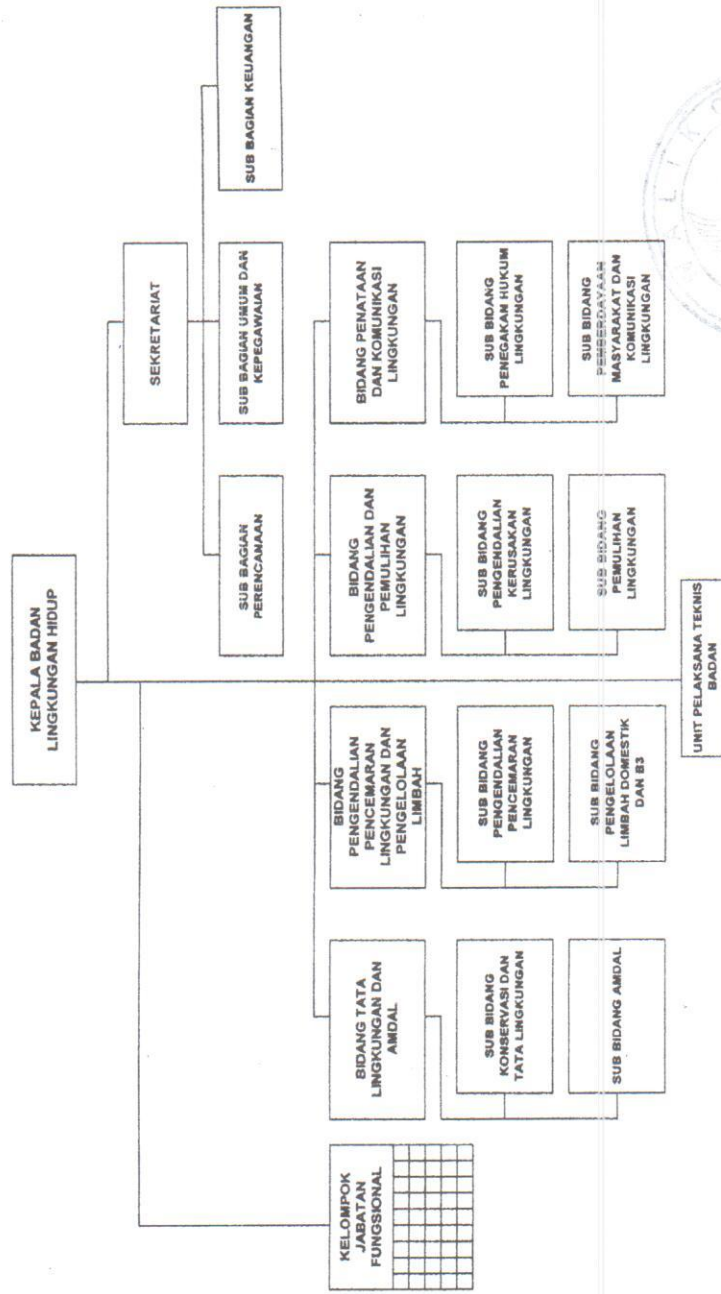 KEPALA BADAN
LINGKUNGAN HIDUP
SEKRETARIAT
SUB BAGIAN
PERENCANAAN
SUB BAGIAN UMUM DAN
KEPEGAWAIAN
SUB BAGIAN KEUANGAN
KELOMPOK
JABATAN
FUNGSIONAL
BIDANG TATA
LINGKUNGAN DAN
AMDAL
BIDANG
PENGENDALIAN
PENCEMARAN
LINGKUNGAN DAN
PENGELOLAAN
LIMBAH
BIDANG
PENGENDALIAN DAN
PEMULIHAN
LINGKUNGAN
BIDANG PENATAAN
DAN KOMUNIKASI
LINGKUNGAN
SUB BIDANG
KONSERVASI DAN
TATA LINGKUNGAN
SUB BIDANG
PENGENDALIAN
PENCEMARAN
LINGKUNGAN
SUB BIDANG
PENGENDALIAN
KERUSAKAN
LINGKUNGAN
SUB BIDANG
PENEGAKAN HUKUM
LINGKUNGAN
SUB BIDANG AMDAL
SUB BIDANG
PENGELOLAAN
LIMBAH DOMESTIK
DAN B3
SUB BIDANG
PEMULIHAN
LINGKUNGAN
SUB BIDANG
PEMBERDAYAAN
MASYARAKAT DAN
KOMUNIKASI
LINGKUNGAN
UNIT PELAKSANA TEKNIS
BADAN